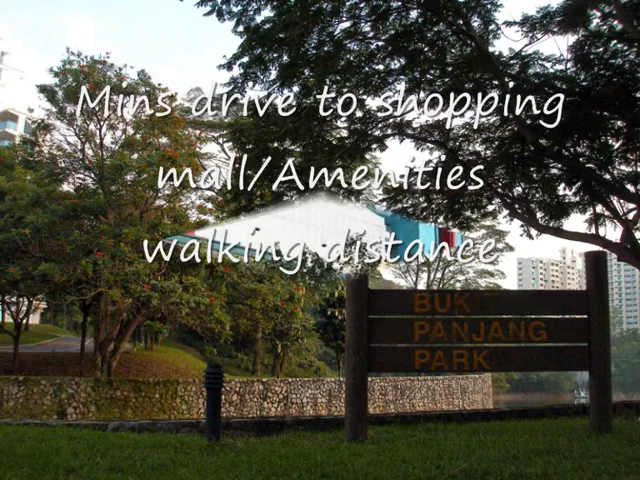 Mins drive to shopping
mall/Amenities
walking distance
BUKIT
PANJANG
PARK